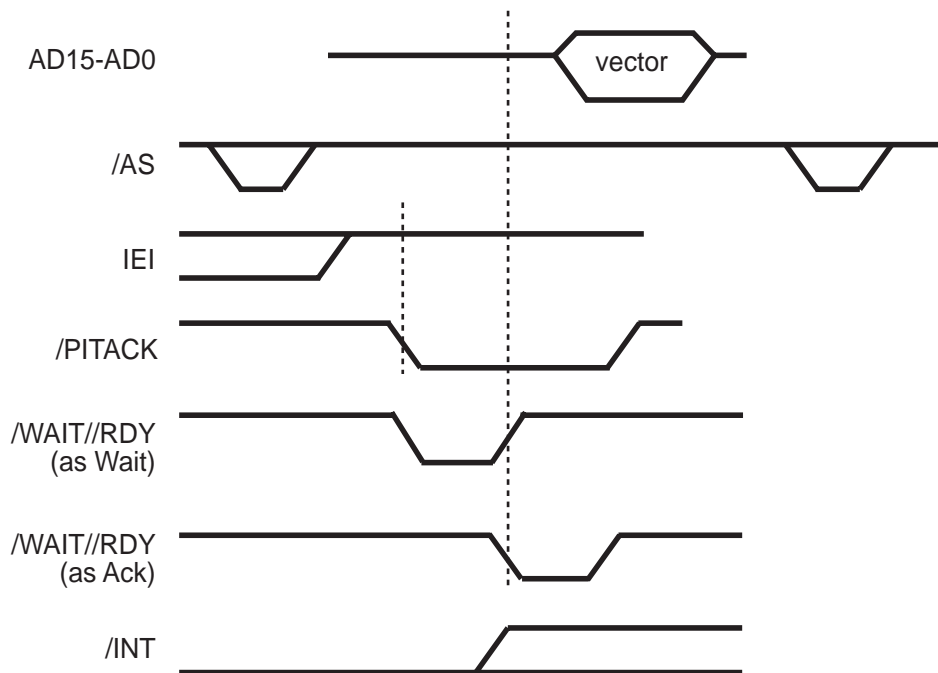 AD15-AD0
vector
/AS
IEI
/PITACK
/WAIT//RDY
(as Wait)
/WAIT//RDY
(as Ack)
/INT